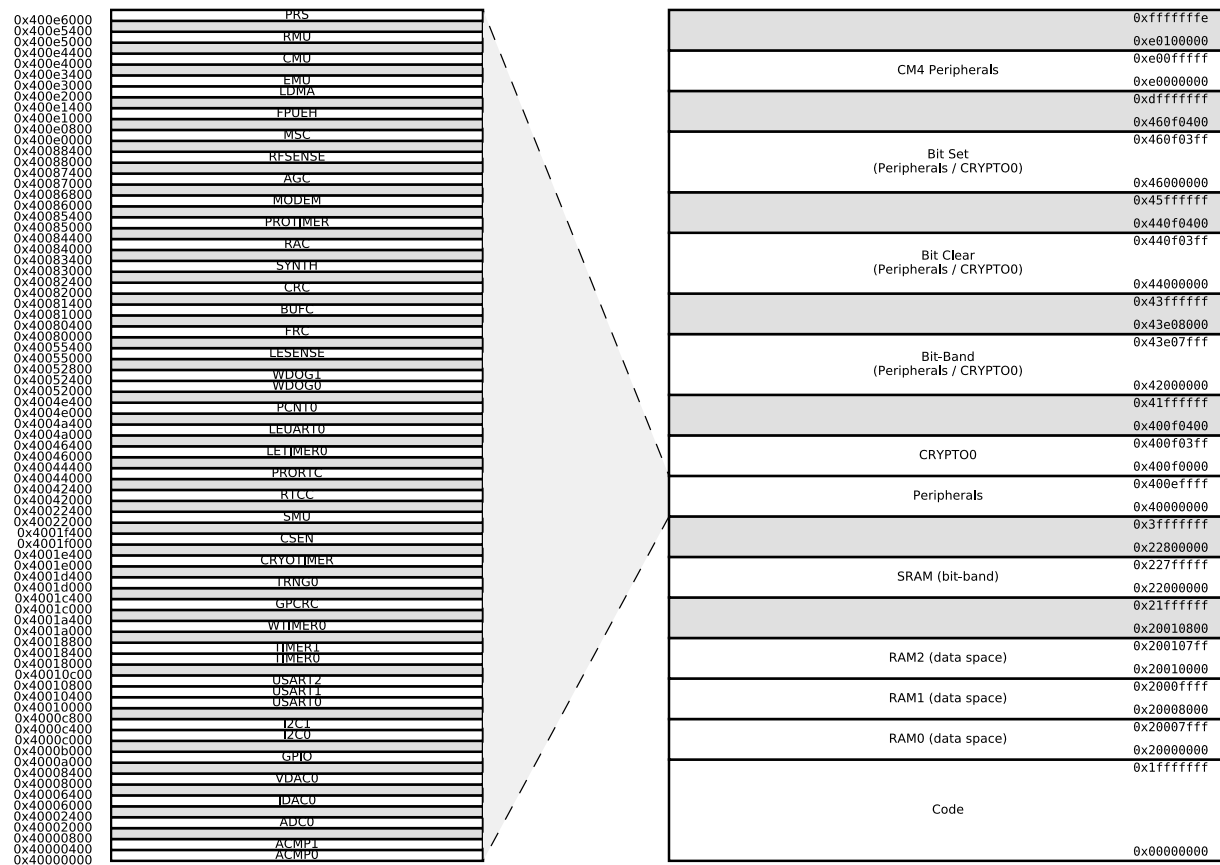 0x400e6000
PRS
0x400e5400
RMU
0x400e5000
0x400e4400
CMU
0x400e4000
0x400e3400
EMU
0x400e3000
LDMA
0x400e2000
0x400e1400
FPUEH
0x400e1000
0x400e0800
MSC
0x400e0000
0x40088400
RFSENSE
0x40088000
0x40087400
AGC
0x40087000
0x40086800
MODEM
0x40086000
0x40085400
PROTIMER
0x40085000
0x40084400
RAC
0x40084000
0x40083400
SYNTH
0x40083000
0x40082400
CRC
0x40082000
0x40081400
BUFC
0x40081000
0x40080400
FRC
0x40080000
0x40055400
LESENSE
0x40055000
0x40052800
WDOG1
0x40052400
WDOG0
0x40052000
0x4004e400
PCNT0
0x4004e000
0x4004a400
LEUART0
0x4004a000
0x40046400
LETIMER0
0x40046000
0x40044400
PRORTC
0x40044000
0x40042400
RTCC
0x40042000
0x40022400
SMU
0x40022000
0x4001f400
CSEN
0x4001f000
0x4001e400
CRYOTIMER
0x4001e000
0x4001d400
TRNG0
0x4001d000
0x4001c400
GPCRC
0x4001c000
0x4001a400
WTIMER0
0x4001a000
0x40018800
TIMER1
0x40018400
TIMER0
0x40018000
0x40010c00
USART2
0x40010800
USART1
0x40010400
USART0
0x40010000
0x4000c800
I2C1
0x4000c400
I2C0
0x4000c000
0x4000b000
GPIO
0x4000a000
0x40008400
VDAC0
0x40008000
0x40006400
IDAC0
0x40006000
0x40002400
ADC0
0x40002000
0x40000800
ACMP1
0x40000400
ACMP0
0x40000000
0xfffffffe
0xe0100000
0xe00fffff
CM4 Peripherals
0xe0000000
0xdfffffff
0x460f0400
0x460f03ff
Bit Set
(Peripherals / CRYPTO0)
0x46000000
0x45ffffff
0x440f0400
0x440f03ff
Bit Clear
(Peripherals / CRYPTO0)
0x44000000
0x43ffffff
0x43e08000
0x43e07fff
Bit-Band
(Peripherals / CRYPTO0)
0x42000000
0x41ffffff
0x400f0400
0x400f03ff
CRYPTO0
0x400f0000
0x400effff
Peripherals
0x40000000
0x3fffffff
0x22800000
0x227fffff
SRAM (bit-band)
0x22000000
0x21ffffff
0x20010800
0x200107ff
RAM2 (data space)
0x20010000
0x2000ffff
RAM1 (data space)
0x20008000
0x20007fff
RAM0 (data space)
0x20000000
0x1fffffff
Code
0x00000000